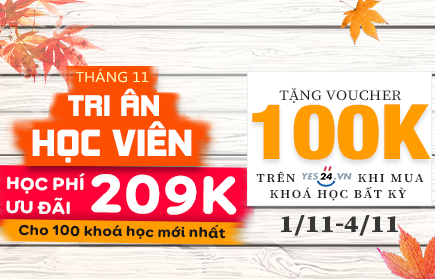 THÁNG 11
TRI ÂN
HỌC VIÊN
HỌC PHÍ
ƯU ĐÃI
209K
Cho 100 khoá học mới nhất
TẶNG VOUCHER
100K
TRÊN YES24.VN KHI MUA
KHOÁ HỌC BẤT KỲ
1/11-4/11